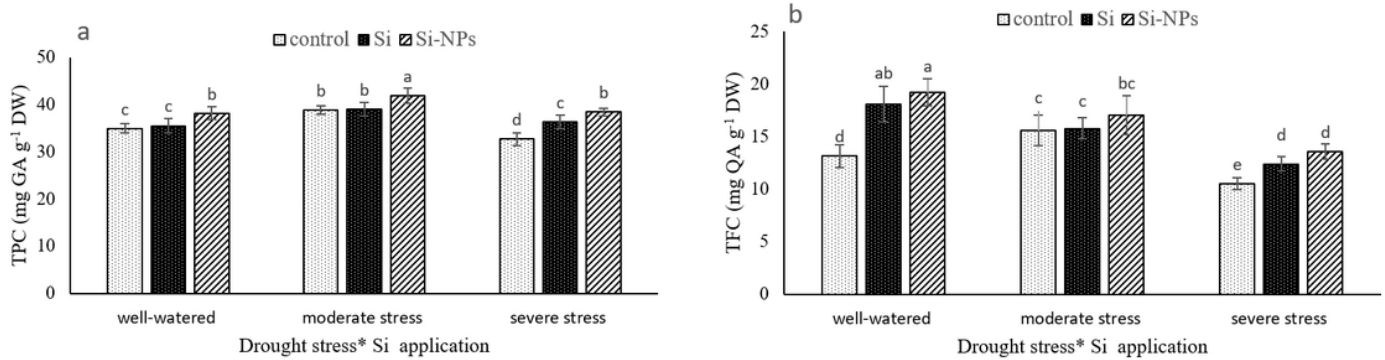 a
control Si Si-NPs
TPC (mg GA g⁻¹ DW)
50
40
30
20
10
0
c c b
b b a
d c b
well-watered moderate stress severe stress
Drought stress* Si application
b
control Si Si-NPs
TFC (mg QA g⁻¹ DW)
25
20
15
10
5
0
d ab a
c c bc
e d d
well-watered moderate stress severe stress
Drought stress* Si application